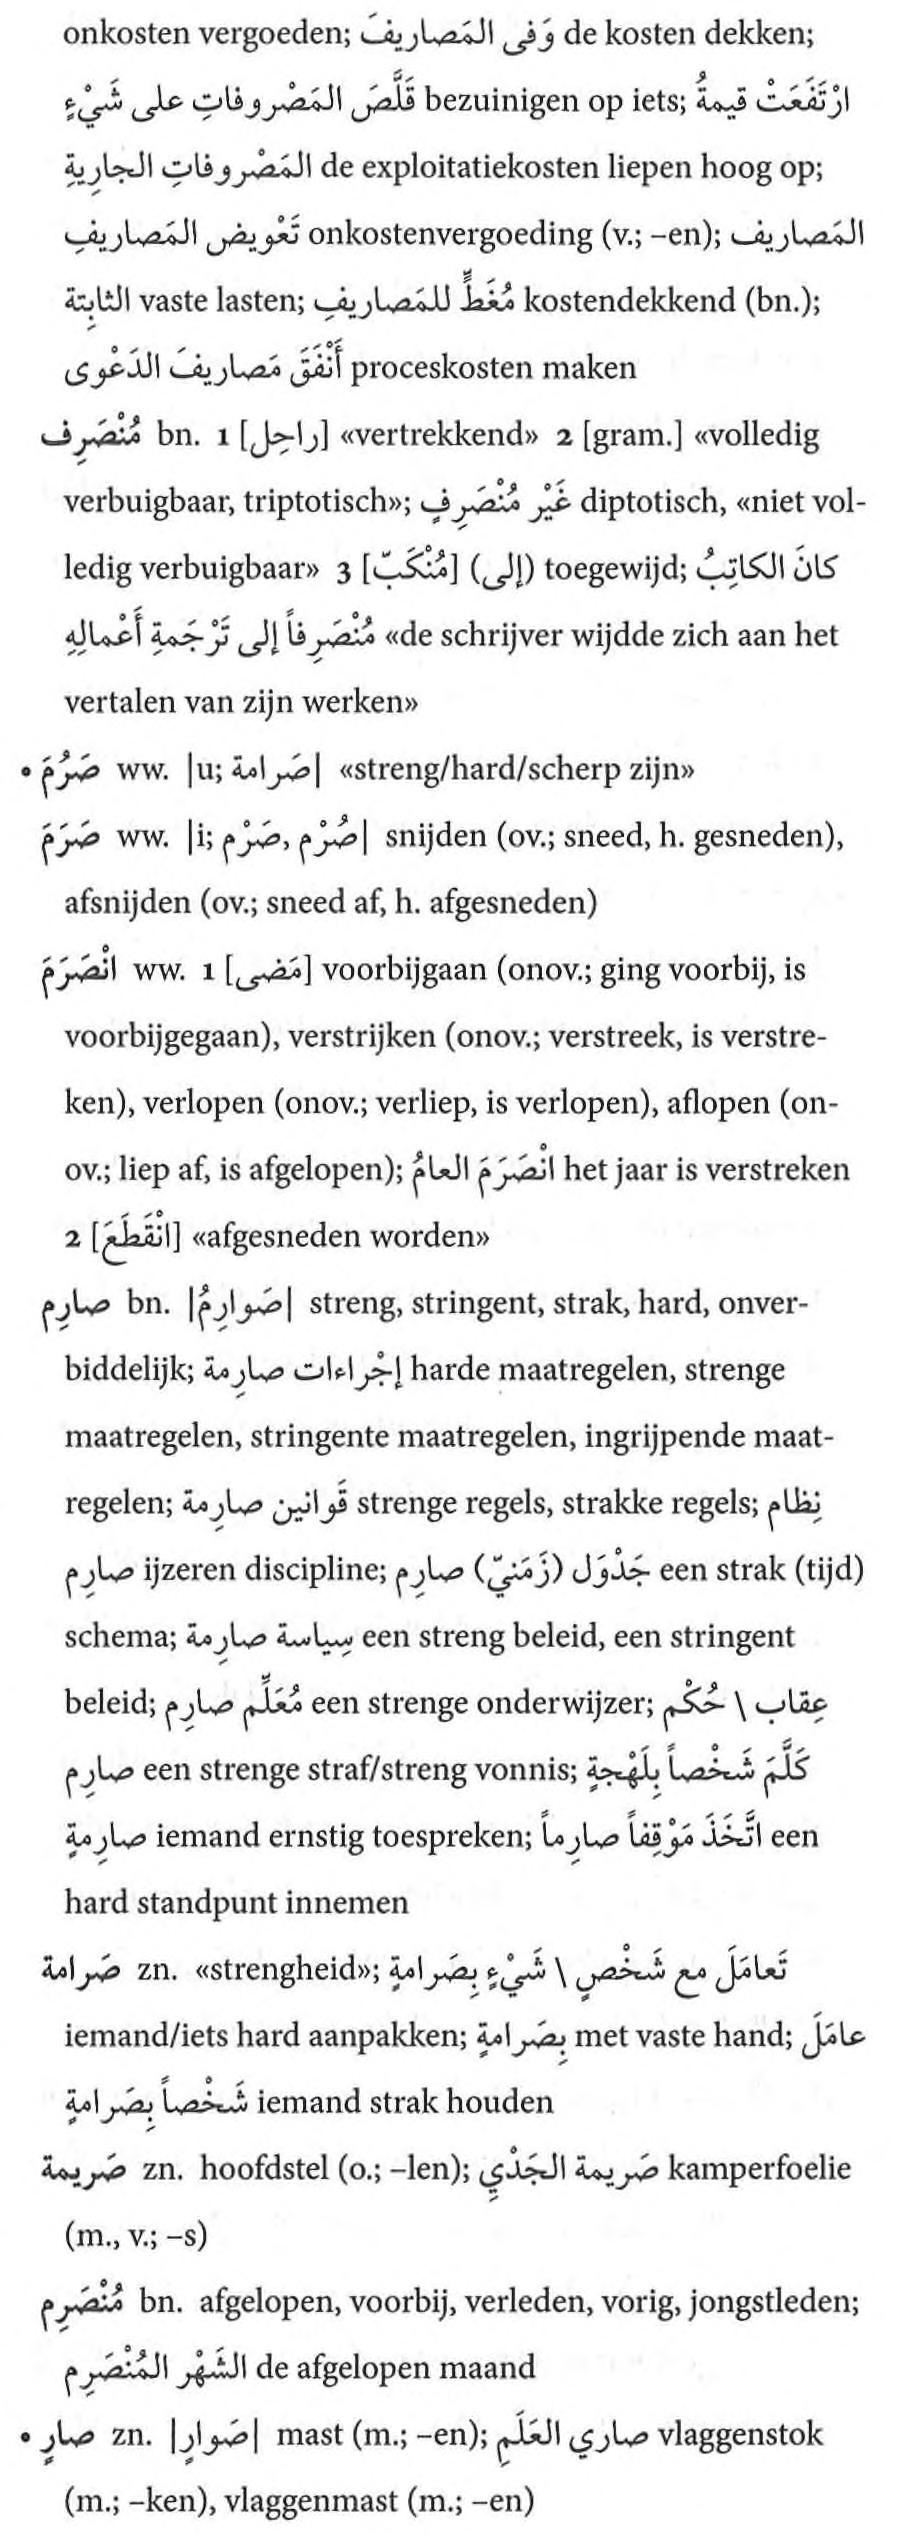 onkosten vergoeden; وَفى المَصاريفَ de kosten dekken;
قَلَّصَ المَصْروفاتِ على شَيْءٍ bezuinigen op iets; ارْتَفَعَتْ قيمةُ
المَصْروفاتِ الجارِيةِ de exploitatiekosten liepen hoog op;
تَعْويض المَصاريفِ onkostenvergoeding (v.; –en); المَصاريف
الثابِتة vaste lasten; مُغَطٍّ للمَصاريفِ kostendekkend (bn.);
أَنْفَقَ مَصاريفَ الدَعْوى proceskosten maken
مُنْصَرِف bn. 1 [راحِل] «vertrekkend» 2 [gram.] «volledig
verbuigbaar, triptotisch»; غَيْر مُنْصَرِفٍ diptotisch, «niet vol-
ledig verbuigbaar» 3 [مُنْكَبّ] (إلى) toegewijd; كانَ الكاتِبُ
مُنْصَرِفاً إلى تَرْجَمةِ أَعْمالِهِ «de schrijver wijdde zich aan het
vertalen van zijn werken»
• صَرُمَ ww. |u; صَرامة| «streng/hard/scherp zijn»
صَرَمَ ww. |i; صَرْم, صُرْم| snijden (ov.; sneed, h. gesneden),
afsnijden (ov.; sneed af, h. afgesneden)
انْصَرَمَ ww. 1 [مَضى] voorbijgaan (onov.; ging voorbij, is
voorbijgegaan), verstrijken (onov.; verstreek, is verstre-
ken), verlopen (onov.; verliep, is verlopen), aflopen (on-
ov.; liep af, is afgelopen); انْصَرَمَ العامُ het jaar is verstreken
2 [انْقَطَعَ] «afgesneden worden»
صارِم bn. |صَوارِمُ| streng, stringent, strak, hard, onver-
biddelijk; إجْراءات صارِمة harde maatregelen, strenge
maatregelen, stringente maatregelen, ingrijpende maat-
regelen; قَوانين صارِمة strenge regels, strakke regels; نِظام
صارِم ijzeren discipline; جَدْوَل (زَمَنيّ) صارِم een strak (tijd)
schema; سِياسة صارِمة een streng beleid, een stringent
beleid; مُعَلِّم صارِم een strenge onderwijzer; عِقاب \ حُكْم
صارِم een strenge straf/streng vonnis; كَلَّمَ شَخْصاً بِلَهْجةٍ
صارِمةٍ iemand ernstig toespreken; اتَّخَذَ مَوْقِفاً صارِماً een
hard standpunt innemen
صَرامة zn. «strengheid»; تَعامَلَ مع شَخْصٍ \ شَيْءٍ بِصَرامةٍ
iemand/iets hard aanpakken; بِصَرامةٍ met vaste hand; عامَلَ
شَخْصاً بِصَرامةٍ iemand strak houden
صَريمة zn. hoofdstel (o.; –len); صَريمة الجَدْيِ kamperfoelie
(m., v.; –s)
مُنْصَرِم bn. afgelopen, voorbij, verleden, vorig, jongstleden;
الشَهْر المُنْصَرِم de afgelopen maand
• صارٍ zn. |صَوارٍ| mast (m.; –en); صاري العَلَمِ vlaggenstok
(m.; –ken), vlaggenmast (m.; –en)